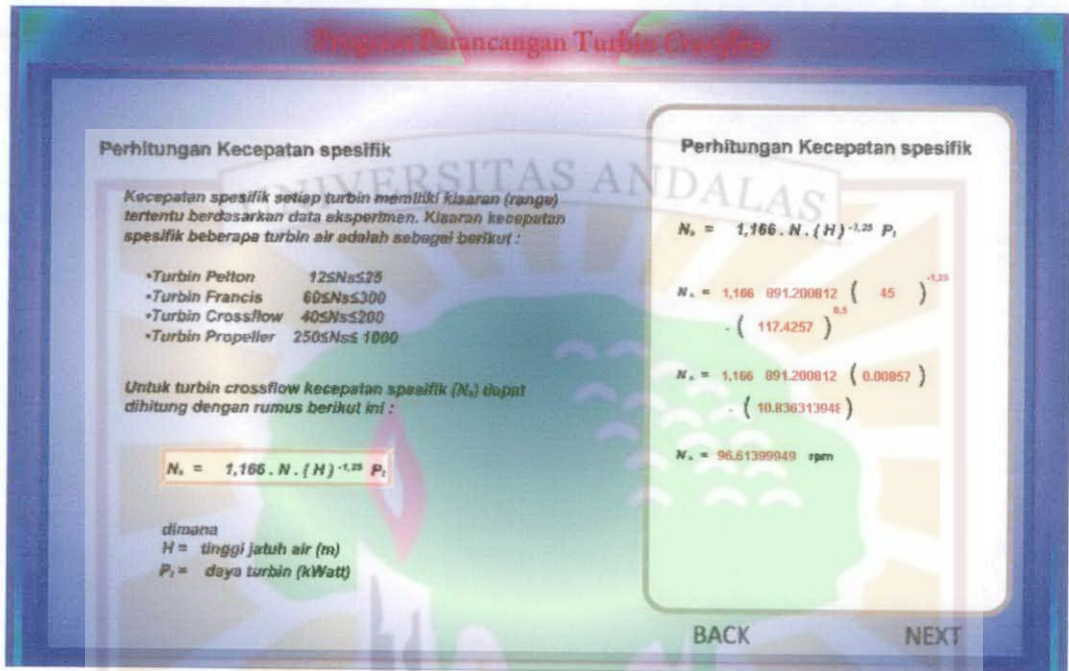 Program Perancangan Turbin Crossflow
UNIVERSITAS ANDALAS
Perhitungan Kecepatan spesifik
Kecepatan spesifik setiap turbin memiliki kisaran (range)
tertentu berdasarkan data eksperimen. Kisaran kecepatan
spesifik beberapa turbin air adalah sebagai berikut :
•Turbin Pelton 12≤Ns≤25
•Turbin Francis 60≤Ns≤300
•Turbin Crossflow 40≤Ns≤200
•Turbin Propeller 250≤Ns≤ 1000
Untuk turbin crossflow kecepatan spesifik (Nₛ) dapat
dihitung dengan rumus berikut ini :
Nₛ = 1,166 . N . ( H ) ⁻¹,²⁵ Pₜ
dimana
H = tinggi jatuh air (m)
Pₜ = daya turbin (kWatt)
Perhitungan Kecepatan spesifik
Nₛ = 1,166 . N . ( H ) ⁻¹,²⁵ Pₜ
Nₛ = 1,166 891.200812 ( 45 ) ⁻¹,²⁵
. ( 117.4257 ) ⁰,⁵
Nₛ = 1,166 891.200812 ( 0.00857 )
. ( 10.83631394 )
Nₛ = 96.61399949 rpm
BACK NEXT